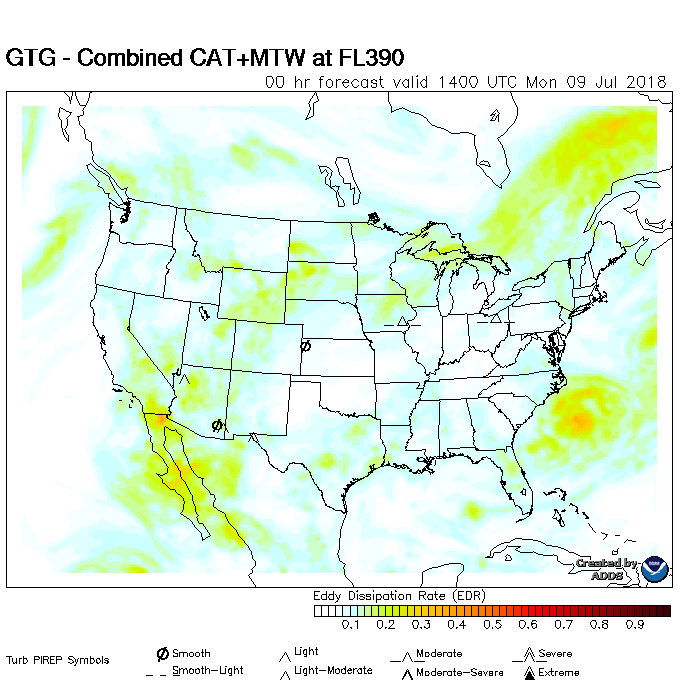 GTG - Combined CAT+MTW at FL390
00 hr forecast valid 1400 UTC Mon 09 Jul 2018
Created by
ADDS
Eddy Dissipation Rate (EDR)
0.1 0.2 0.3 0.4 0.5 0.6 0.7 0.8 0.9
Turb PIREP Symbols
Smooth
Light
Moderate
Severe
Smooth-Light
Light-Moderate
Moderate-Severe
Extreme